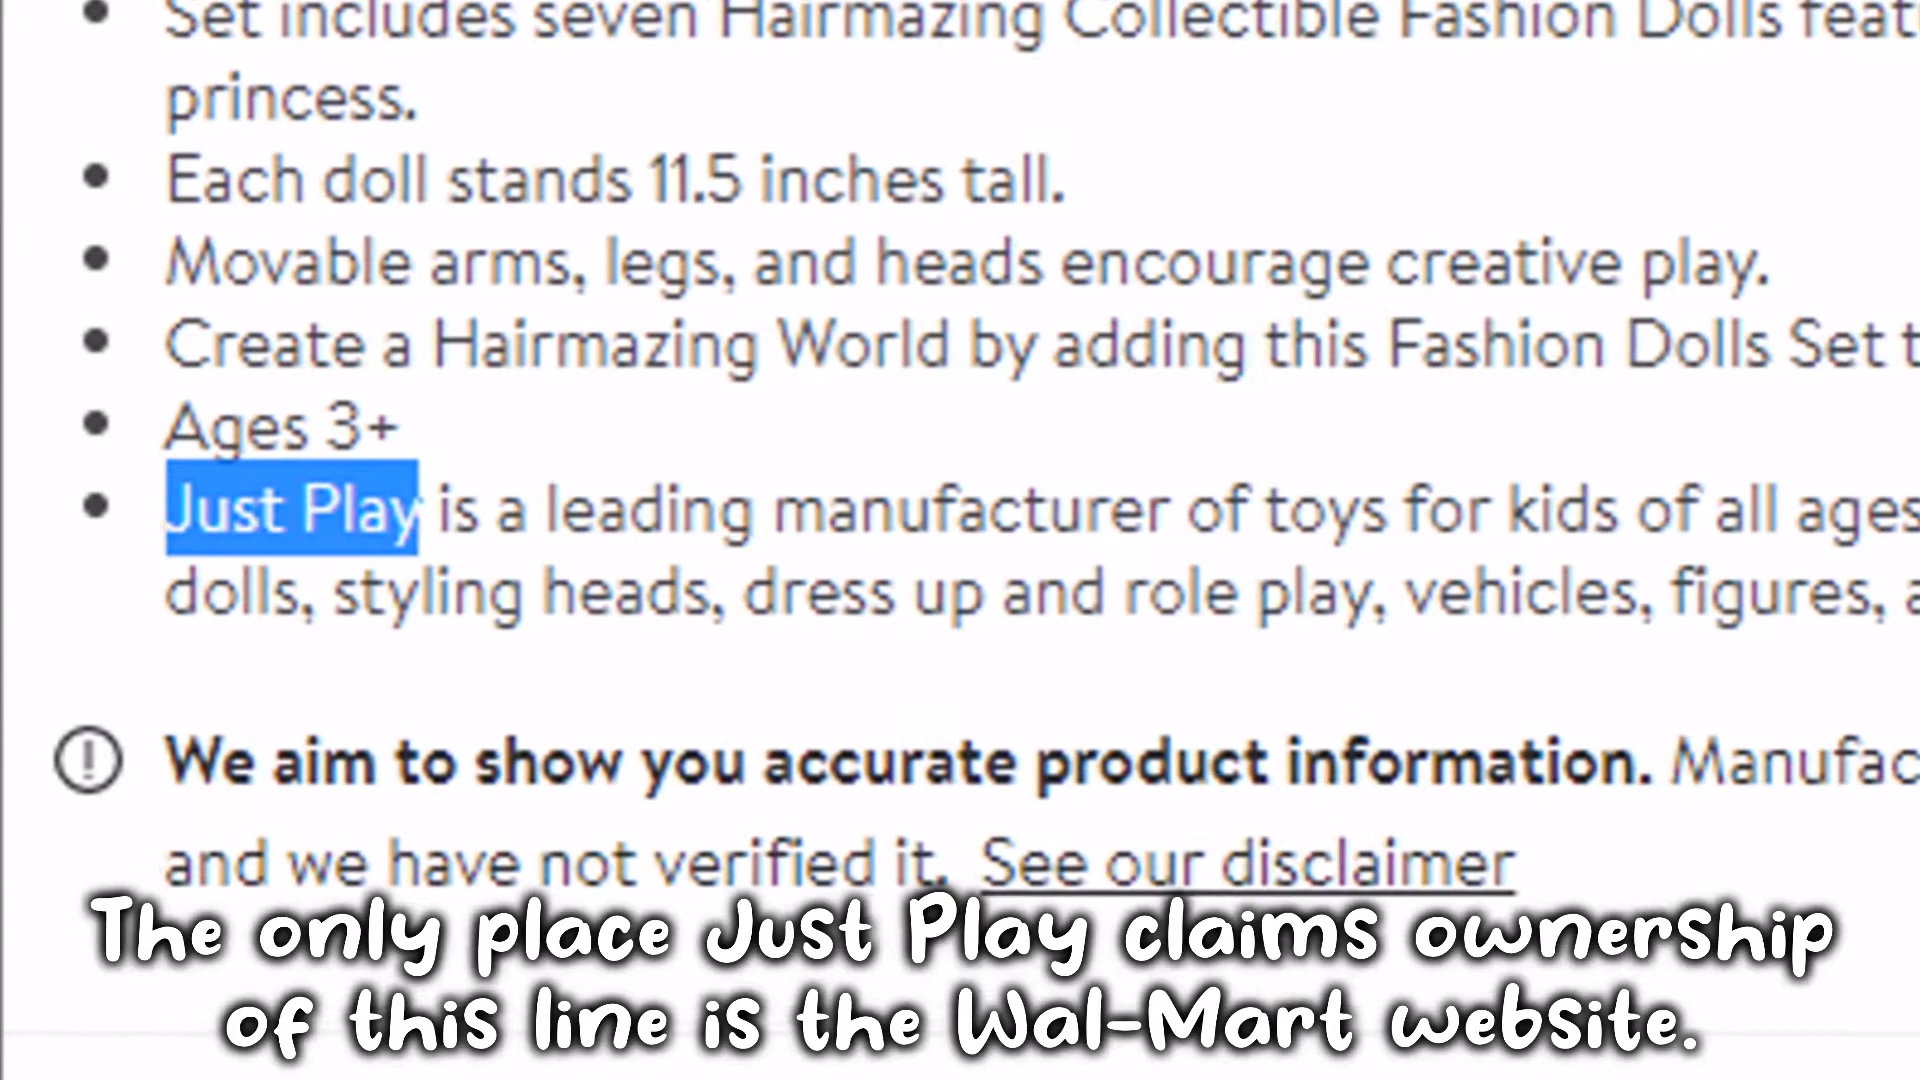 Set includes seven Hairmazing Collectible Fashion Dolls
princess.
Each doll stands 11.5 inches tall.
Movable arms, legs, and heads encourage creative play.
Create a Hairmazing World by adding this Fashion Dolls Set
Ages 3+
Just Play is a leading manufacturer of toys for kids of all ages
dolls, styling heads, dress up and role play, vehicles, figures,
We aim to show you accurate product information.
and we have not verified it. See our disclaimer
The only place Just Play claims ownership
of this line is the Wal-Mart website.